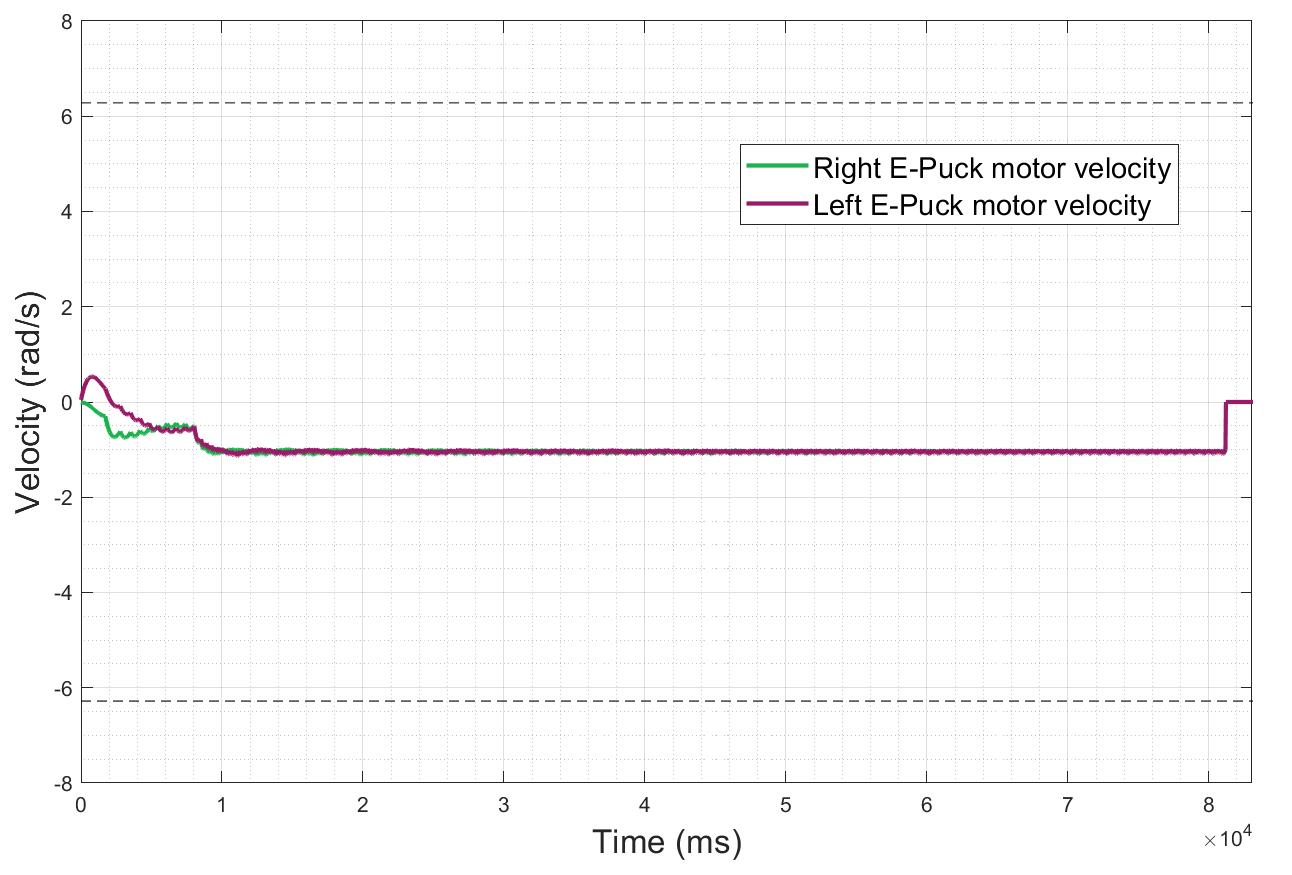 8
6
4
2
0
-2
-4
-6
-8
Velocity (rad/s)
Right E-Puck motor velocity
Left E-Puck motor velocity
0 1 2 3 4 5 6 7 8
×10⁴
Time (ms)